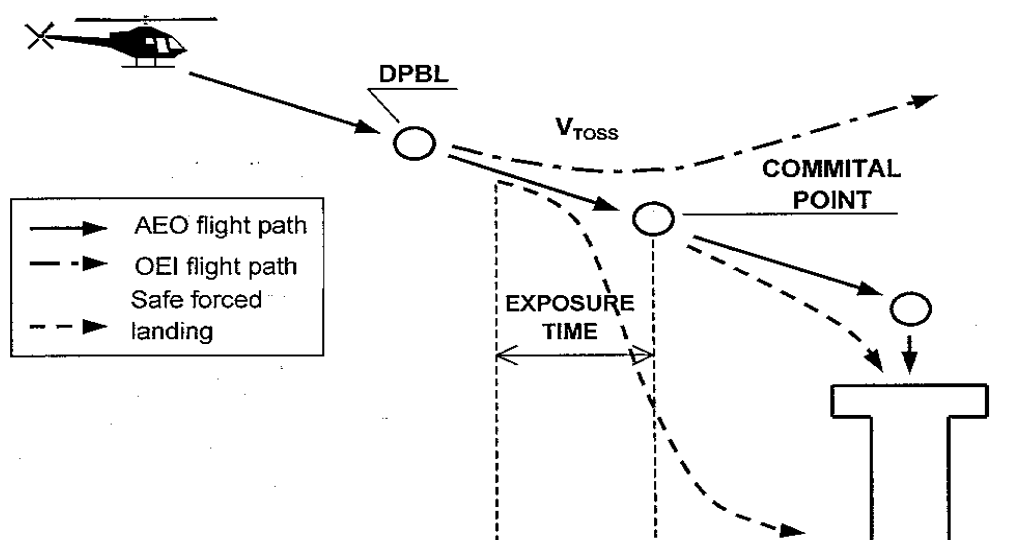 DPBL
VTOSS
COMMITAL
POINT
AEO flight path
OEI flight path
Safe forced
landing
EXPOSURE
TIME